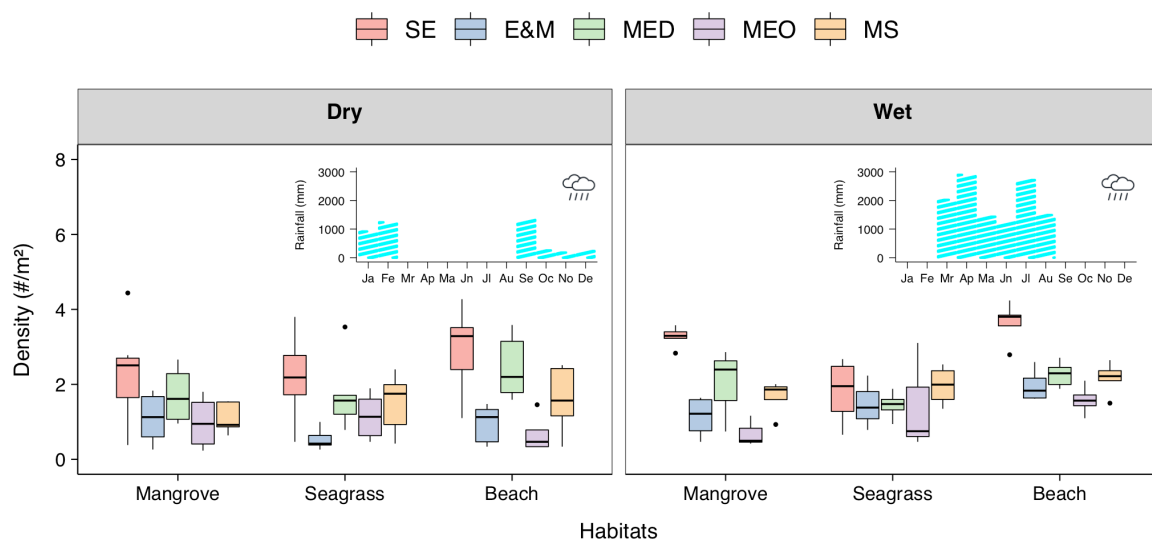 SE E&M MED MEO MS
Dry
Wet
Density (#/m²)
8
6
4
2
0
Rainfall (mm)
3000
2000
1000
0
Ja Fe Mr Ap Ma Jn Jl Au Se Oc No De
Rainfall (mm)
3000
2000
1000
0
Ja Fe Mr Ap Ma Jn Jl Au Se Oc No De
Mangrove Seagrass Beach
Mangrove Seagrass Beach
Habitats